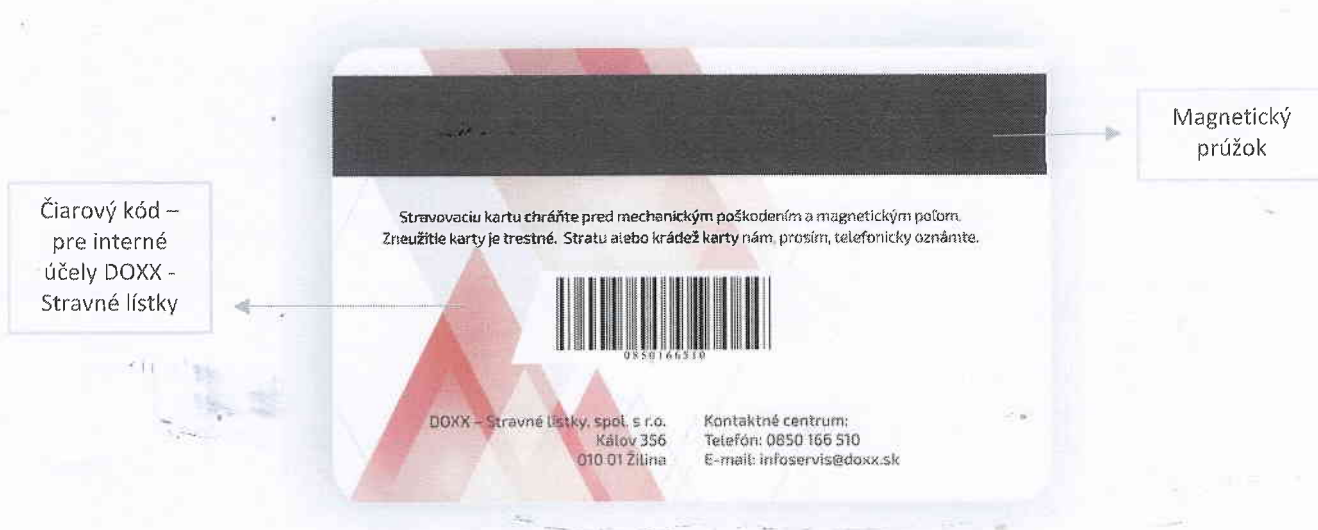 Magnetický
prúžok
Čiarový kód –
pre interné
účely DOXX -
Stravné lístky
Stravovaciu kartu chráňte pred mechanickým poškodením a magnetickým poľom.
Zneužitie karty je trestné. Stratu alebo krádež karty nám, prosím, telefonicky oznámte.
0850166510
DOXX – Stravné lístky, spol. s r.o.
Kálov 356
010 01 Žilina
Kontaktné centrum:
Telefón: 0850 166 510
E-mail: infoservis@doxx.sk